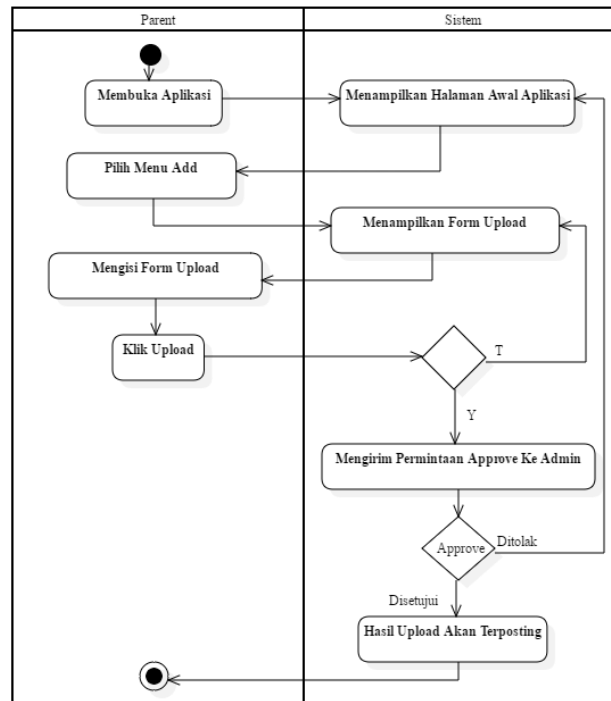 Parent
Sistem
Membuka Aplikasi
Menampilkan Halaman Awal Aplikasi
Pilih Menu Add
Menampilkan Form Upload
Mengisi Form Upload
Klik Upload
T
Y
Mengirim Permintaan Approve Ke Admin
Approve
Ditolak
Disetujui
Hasil Upload Akan Terposting